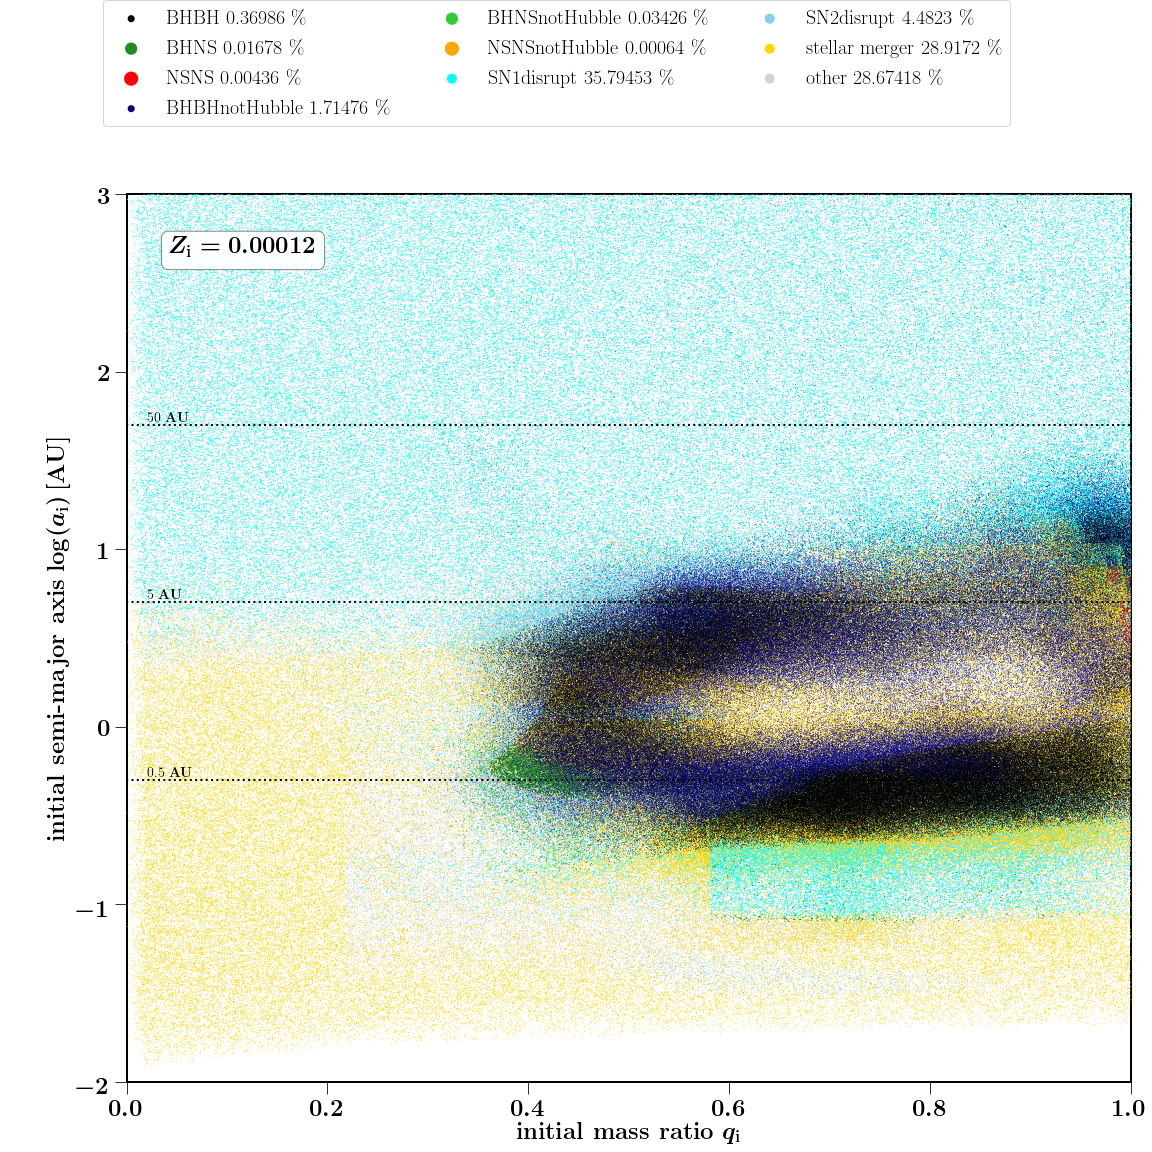 BHBH 0.36986 %
BHNS 0.01678 %
NSNS 0.00436 %
BHBHnotHubble 1.71476 %
BHNSnotHubble 0.03426 %
NSNSnotHubble 0.00064 %
SN1disrupt 35.79453 %
SN2disrupt 4.4823 %
stellar merger 28.9172 %
other 28.67418 %
Zi = 0.00012
50 AU
5 AU
0.5 AU
3
2
1
0
−1
−2
initial semi-major axis log(ai) [AU]
0.0 0.2 0.4 0.6 0.8 1.0
initial mass ratio qi